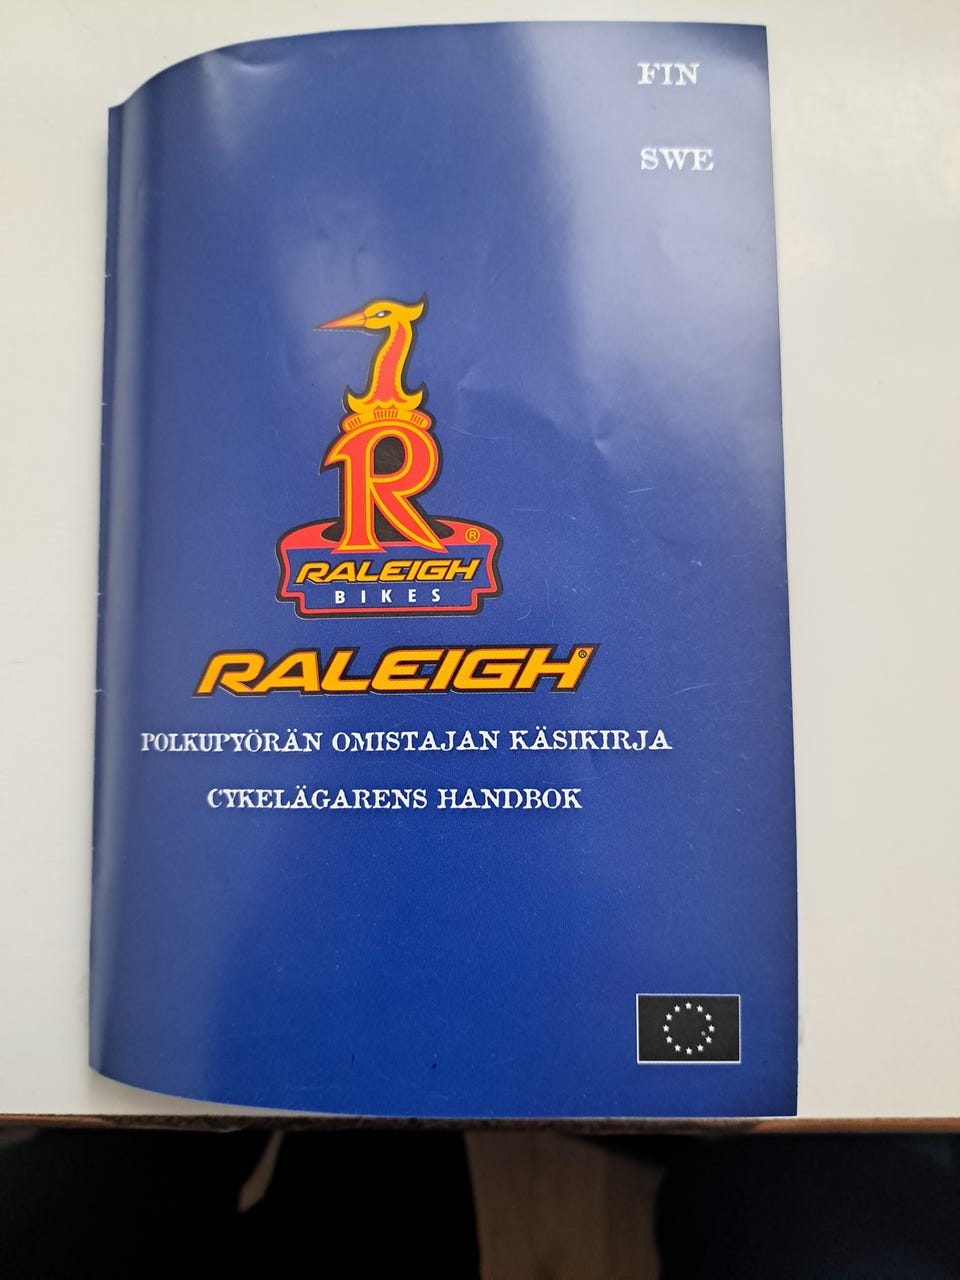 FIN
SWE
R
®
RALEIGH
BIKES
RALEIGH®
POLKUPYÖRÄN OMISTAJAN KÄSIKIRJA
CYKELÄGARENS HANDBOK